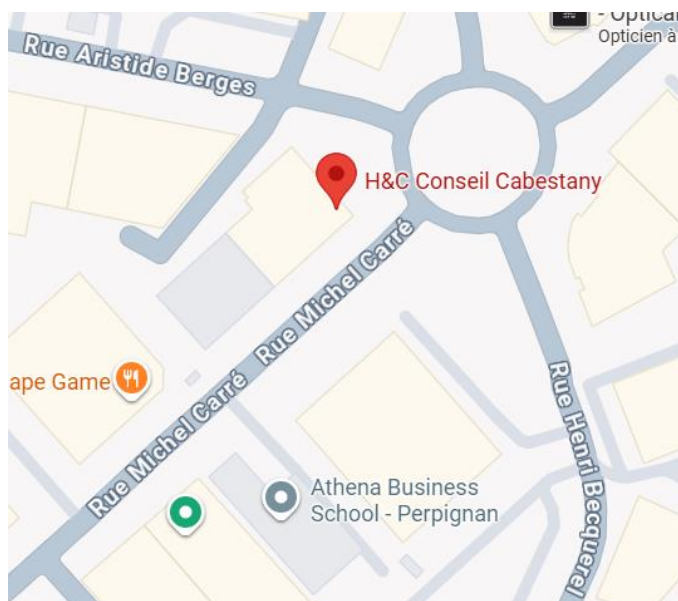 - Optical
Opticien à
Rue Aristide Berges
H&C Conseil Cabestany
Rue Michel Carré
Rue Michel Carré
ape Game
Rue Henri Becquerel
Athena Business
School - Perpignan